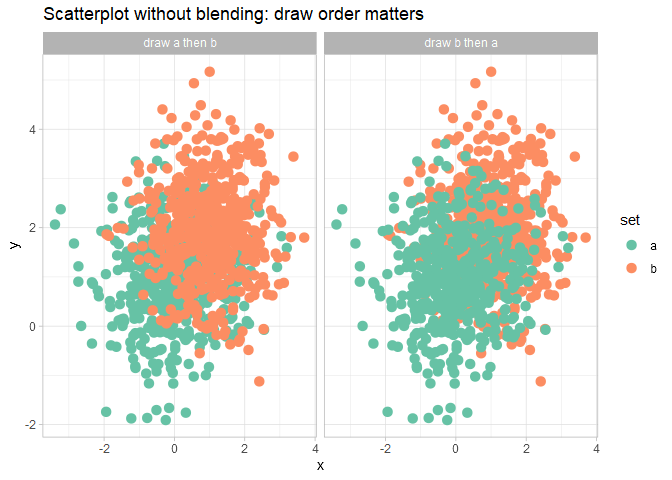 Scatterplot without blending: draw order matters
draw a then b
draw b then a
4
2
0
-2
y
-2
0
2
4
-2
0
2
4
x
set
a
b